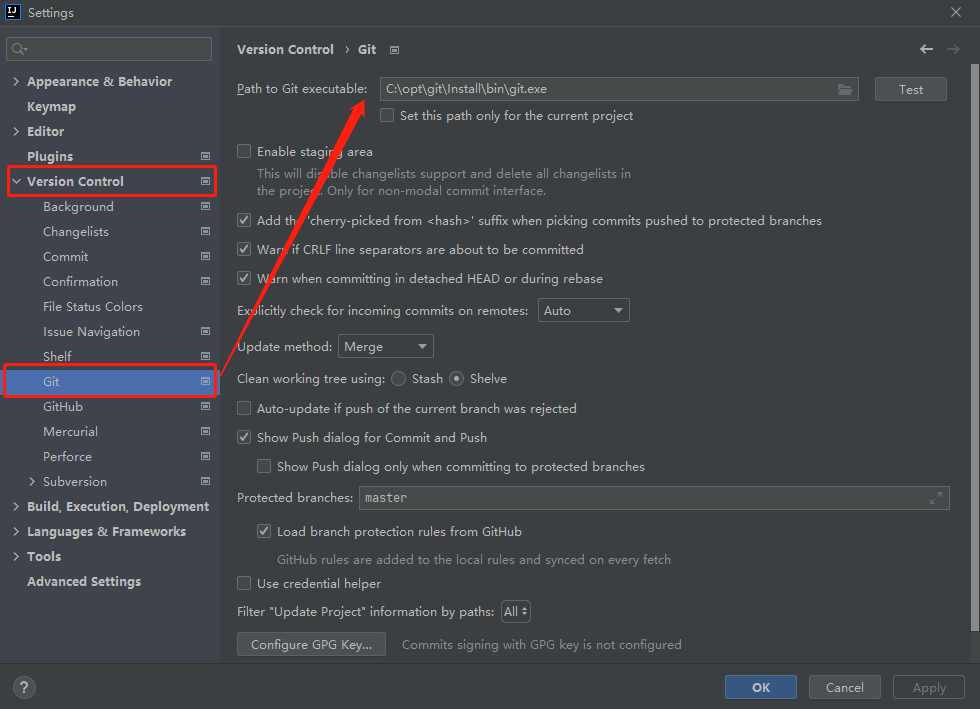 IJ
Settings
Appearance & Behavior
Keymap
Editor
Plugins
Version Control
Background
Changelists
Commit
Confirmation
File Status Colors
Issue Navigation
Shelf
Git
GitHub
Mercurial
Perforce
Subversion
Build, Execution, Deployment
Languages & Frameworks
Tools
Advanced Settings
Version Control › Git
Path to Git executable: C:\opt\git\Install\bin\git.exe Test
Set this path only for the current project
Enable staging area
This will disable changelists support and delete all changelists in
the project. Only for non-modal commit interface.
Add the 'cherry-picked from <hash>' suffix when picking commits pushed to protected branches
Warn if CRLF line separators are about to be committed
Warn when committing in detached HEAD or during rebase
Explicitly check for incoming commits on remotes: Auto
Update method: Merge
Clean working tree using: Stash Shelve
Auto-update if push of the current branch was rejected
Show Push dialog for Commit and Push
Show Push dialog only when committing to protected branches
Protected branches: master
Load branch protection rules from GitHub
GitHub rules are added to the local rules and synced on every fetch
Use credential helper
Filter "Update Project" information by paths: All
Configure GPG Key... Commits signing with GPG key is not configured
? OK Cancel Apply